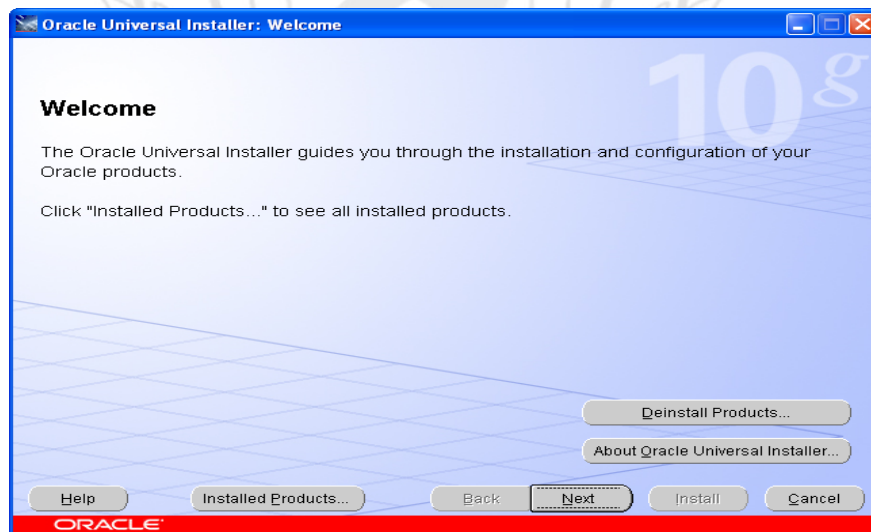 Oracle Universal Installer: Welcome
10g
Welcome
The Oracle Universal Installer guides you through the installation and configuration of your
Oracle products.
Click "Installed Products..." to see all installed products.
Deinstall Products...
About Oracle Universal Installer...
Help Installed Products... Back Next Install Cancel
ORACLE